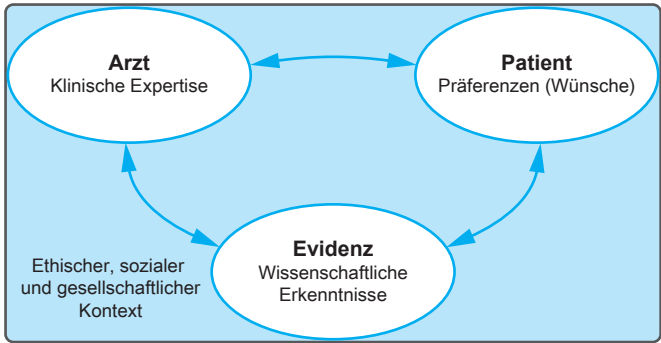 Arzt
Klinische Expertise
Patient
Präferenzen (Wünsche)
Evidenz
Wissenschaftliche
Erkenntnisse
Ethischer, sozialer
und gesellschaftlicher
Kontext